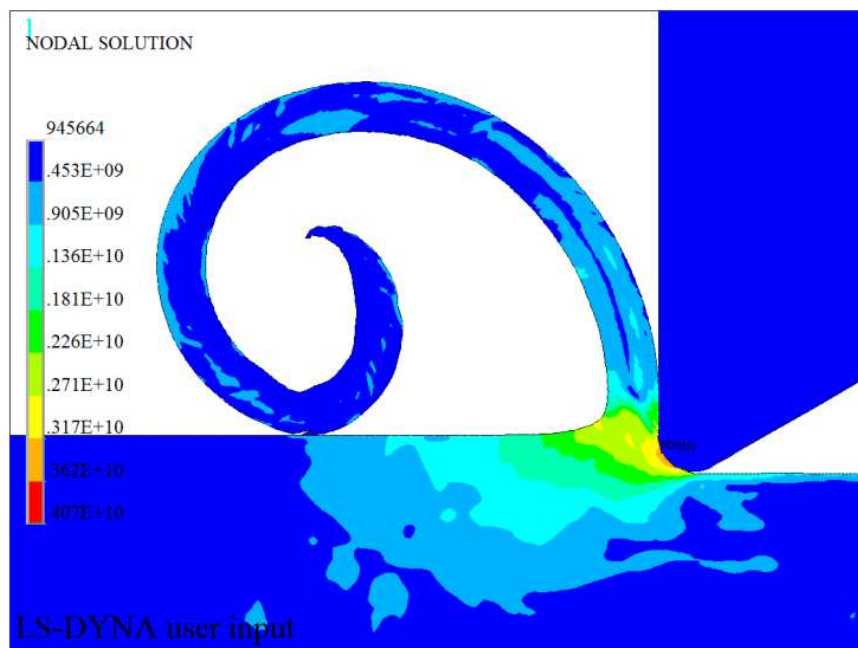 1
NODAL SOLUTION
945664
.453E+09
.905E+09
.136E+10
.181E+10
.226E+10
.271E+10
.317E+10
.362E+10
.407E+10
LS-DYNA user input